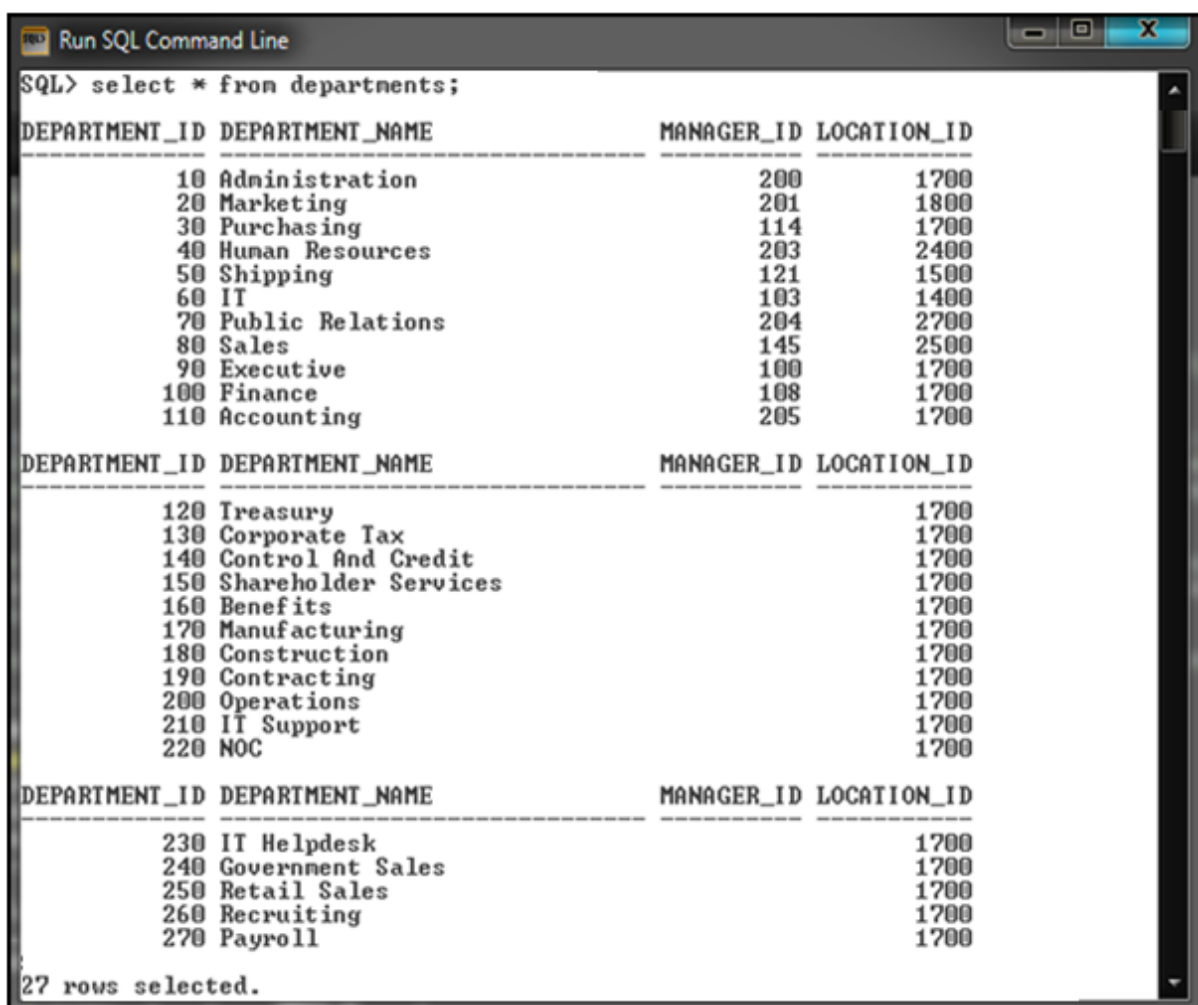 Run SQL Command Line
SQL> select * from departments;
DEPARTMENT_ID DEPARTMENT_NAME MANAGER_ID LOCATION_ID
------------- ------------------------------ ---------- -----------
10 Administration 200 1700
20 Marketing 201 1800
30 Purchasing 114 1700
40 Human Resources 203 2400
50 Shipping 121 1500
60 IT 103 1400
70 Public Relations 204 2700
80 Sales 145 2500
90 Executive 100 1700
100 Finance 108 1700
110 Accounting 205 1700
DEPARTMENT_ID DEPARTMENT_NAME MANAGER_ID LOCATION_ID
------------- ------------------------------ ---------- -----------
120 Treasury 1700
130 Corporate Tax 1700
140 Control And Credit 1700
150 Shareholder Services 1700
160 Benefits 1700
170 Manufacturing 1700
180 Construction 1700
190 Contracting 1700
200 Operations 1700
210 IT Support 1700
220 NOC 1700
DEPARTMENT_ID DEPARTMENT_NAME MANAGER_ID LOCATION_ID
------------- ------------------------------ ---------- -----------
230 IT Helpdesk 1700
240 Government Sales 1700
250 Retail Sales 1700
260 Recruiting 1700
270 Payroll 1700
27 rows selected.